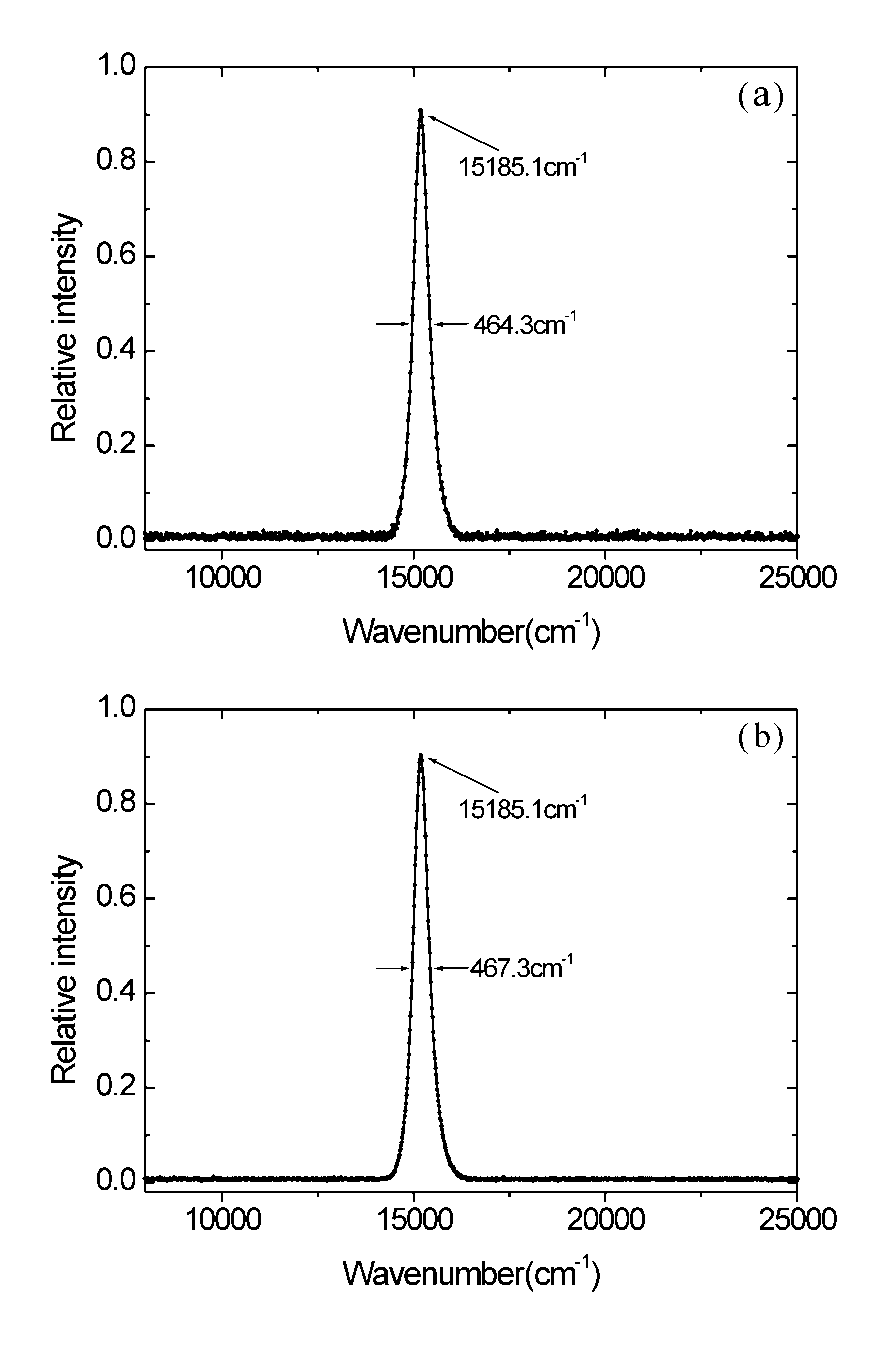 (a)
1.0
0.8
0.6
0.4
0.2
0.0
Relative intensity
15185.1cm⁻¹
464.3cm⁻¹
10000 15000 20000 25000
Wavenumber(cm⁻¹)
(b)
1.0
0.8
0.6
0.4
0.2
0.0
Relative intensity
15185.1cm⁻¹
467.3cm⁻¹
10000 15000 20000 25000
Wavenumber(cm⁻¹)